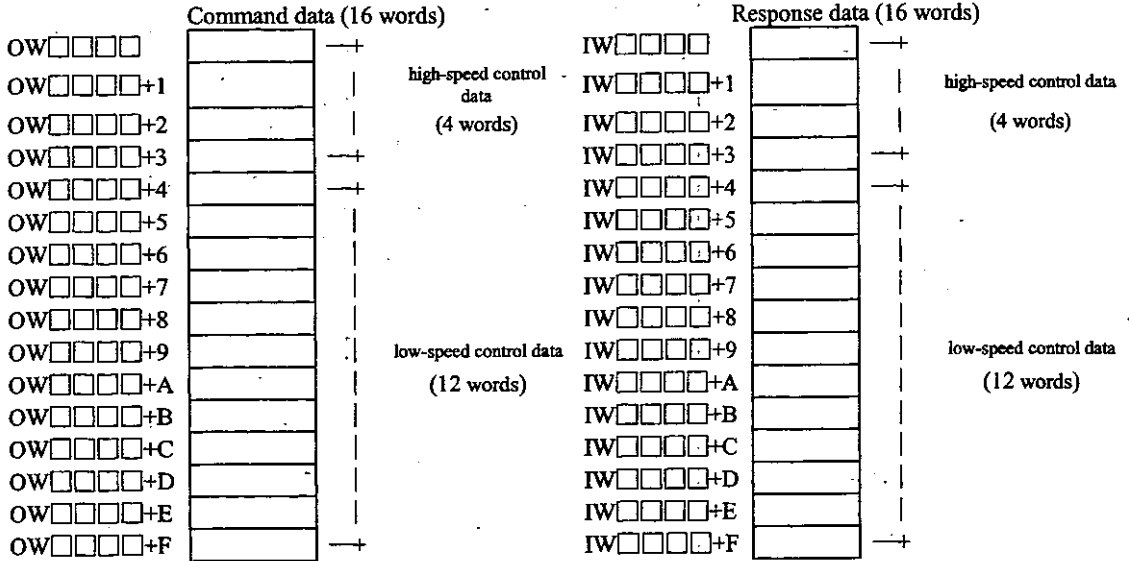 Command data (16 words)
OW□□□□
OW□□□□+1
OW□□□□+2
OW□□□□+3
OW□□□□+4
OW□□□□+5
OW□□□□+6
OW□□□□+7
OW□□□□+8
OW□□□□+9
OW□□□□+A
OW□□□□+B
OW□□□□+C
OW□□□□+D
OW□□□□+E
OW□□□□+F
high-speed control
data
(4 words)
low-speed control data
(12 words)
Response data (16 words)
IW□□□□
IW□□□□+1
IW□□□□+2
IW□□□□+3
IW□□□□+4
IW□□□□+5
IW□□□□+6
IW□□□□+7
IW□□□□+8
IW□□□□+9
IW□□□□+A
IW□□□□+B
IW□□□□+C
IW□□□□+D
IW□□□□+E
IW□□□□+F
high-speed control data
(4 words)
low-speed control data
(12 words)